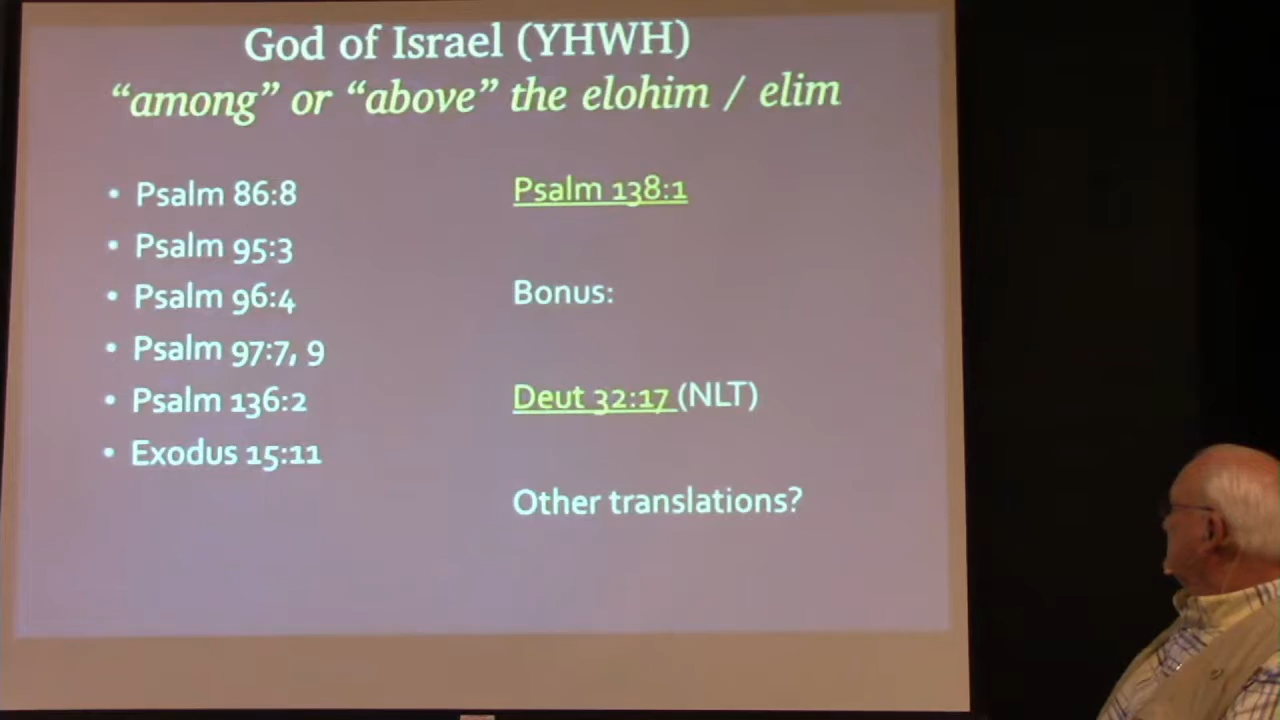 God of Israel (YHWH)
“among” or “above” the elohim / elim
• Psalm 86:8
• Psalm 95:3
• Psalm 96:4
• Psalm 97:7, 9
• Psalm 136:2
• Exodus 15:11
Psalm 138:1
Bonus:
Deut 32:17 (NLT)
Other translations?